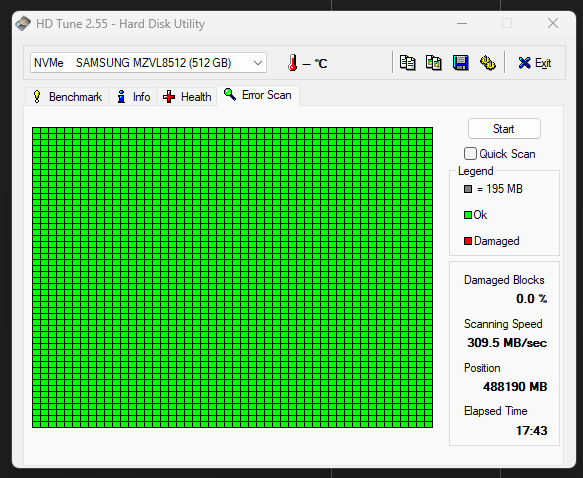 HD Tune 2.55 - Hard Disk Utility
NVMe SAMSUNG MZVL8512 (512 GB)
– °C
Exit
Benchmark
Info
Health
Error Scan
Start
Quick Scan
Legend
= 195 MB
Ok
Damaged
Damaged Blocks
0.0 %
Scanning Speed
309.5 MB/sec
Position
488190 MB
Elapsed Time
17:43